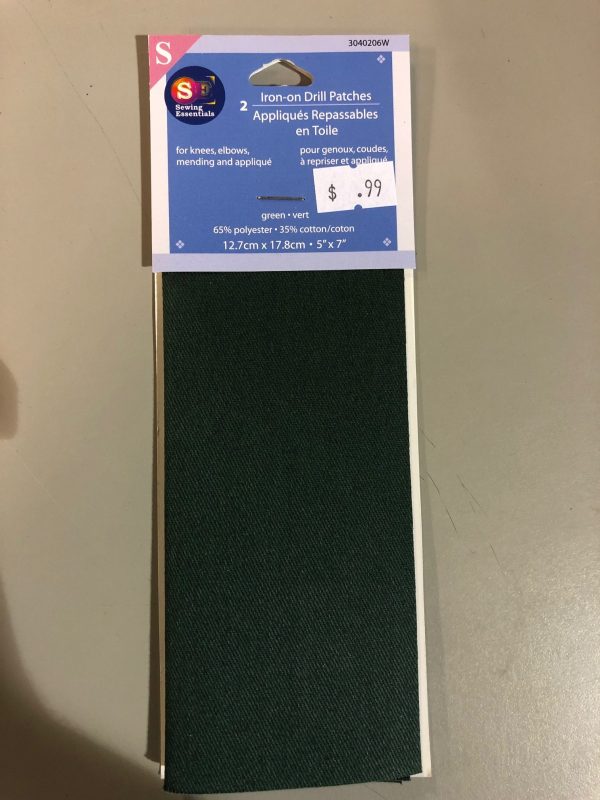 S
3040206W
SE
Sewing
Essentials
2
Iron-on Drill Patches
Appliqués Repassables
en Toile
for knees, elbows,
mending and appliqué
pour genoux, coudes,
à repriser et appliqué
$ .99
green • vert
65% polyester • 35% cotton/coton
12.7cm x 17.8cm • 5" x 7"